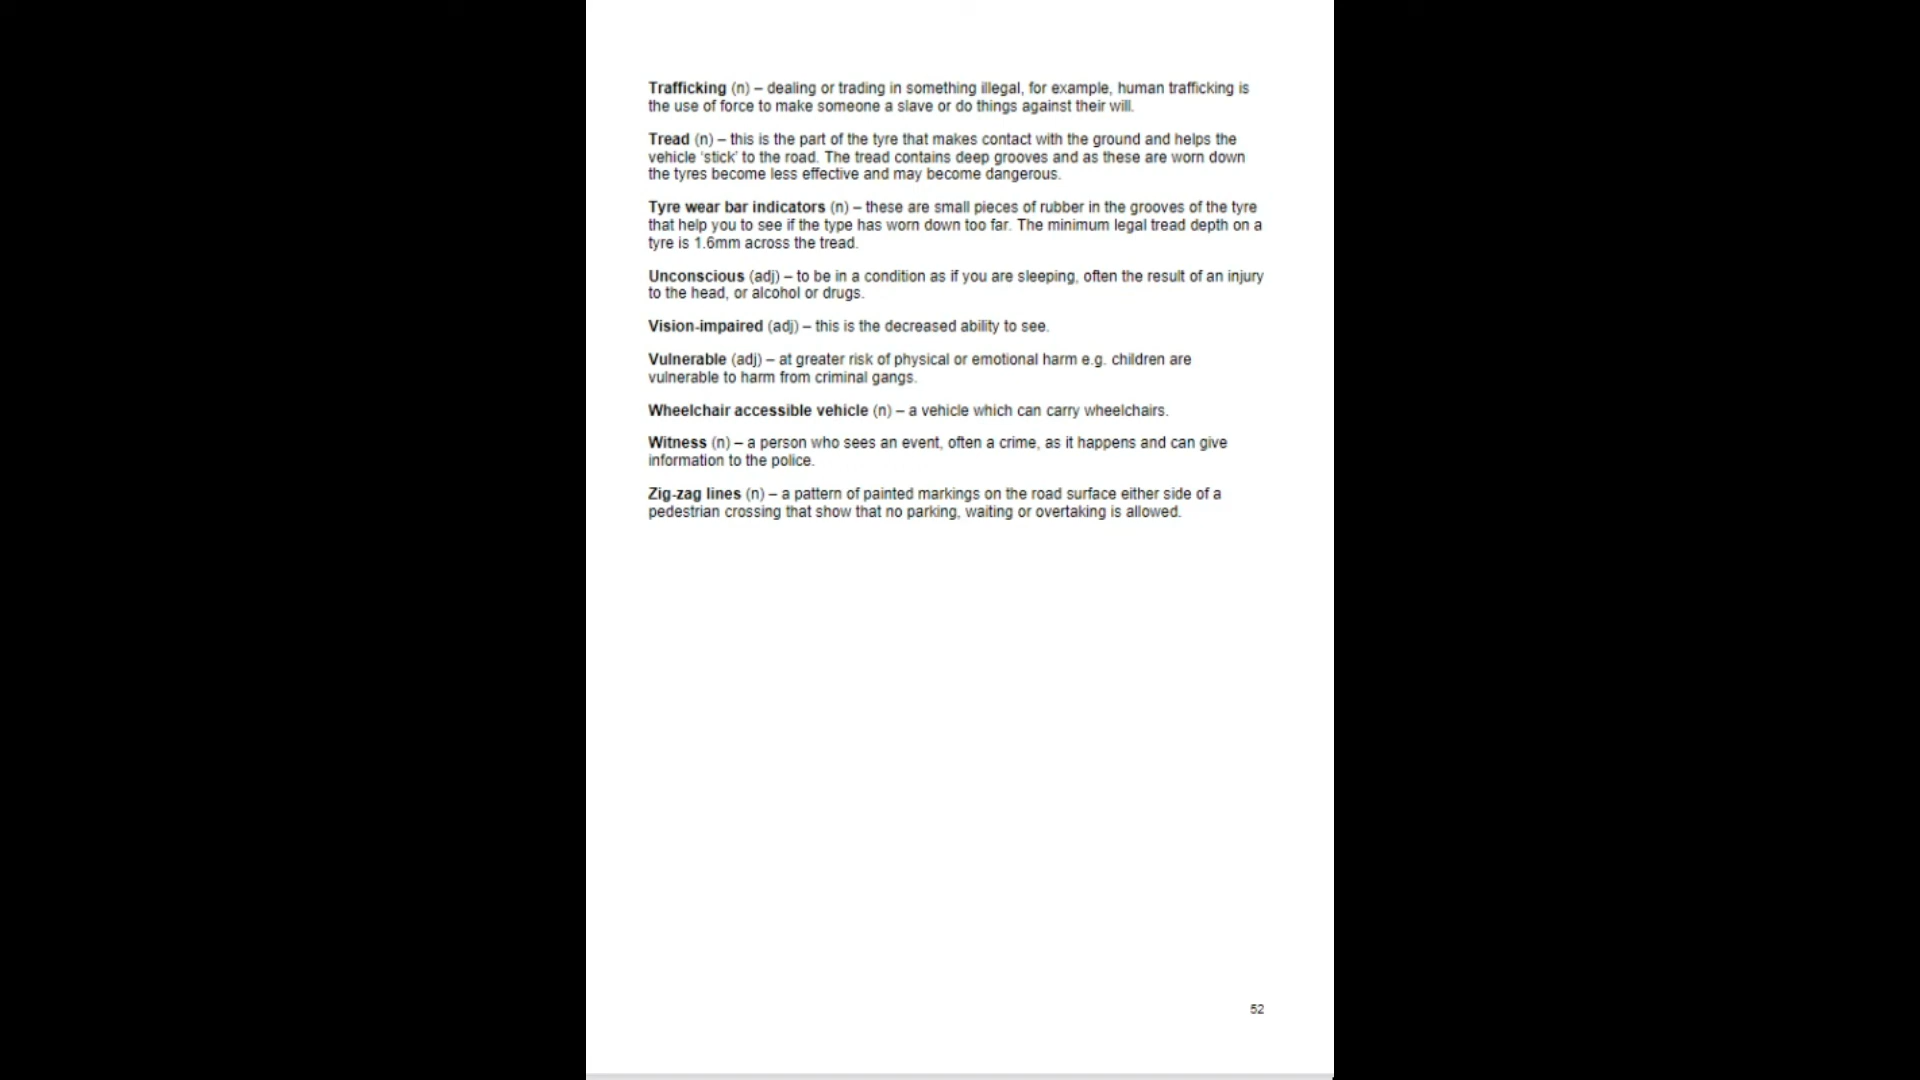 Trafficking (n) – dealing or trading in something illegal, for example, human trafficking is
the use of force to make someone a slave or do things against their will.
Tread (n) – this is the part of the tyre that makes contact with the ground and helps the
vehicle ‘stick’ to the road. The tread contains deep grooves and as these are worn down
the tyres become less effective and may become dangerous.
Tyre wear bar indicators (n) – these are small pieces of rubber in the grooves of the tyre
that help you to see if the type has worn down too far. The minimum legal tread depth on a
tyre is 1.6mm across the tread.
Unconscious (adj) – to be in a condition as if you are sleeping, often the result of an injury
to the head, or alcohol or drugs.
Vision-impaired (adj) – this is the decreased ability to see.
Vulnerable (adj) – at greater risk of physical or emotional harm e.g. children are
vulnerable to harm from criminal gangs.
Wheelchair accessible vehicle (n) – a vehicle which can carry wheelchairs.
Witness (n) – a person who sees an event, often a crime, as it happens and can give
information to the police.
Zig-zag lines (n) – a pattern of painted markings on the road surface either side of a
pedestrian crossing that show that no parking, waiting or overtaking is allowed.
52